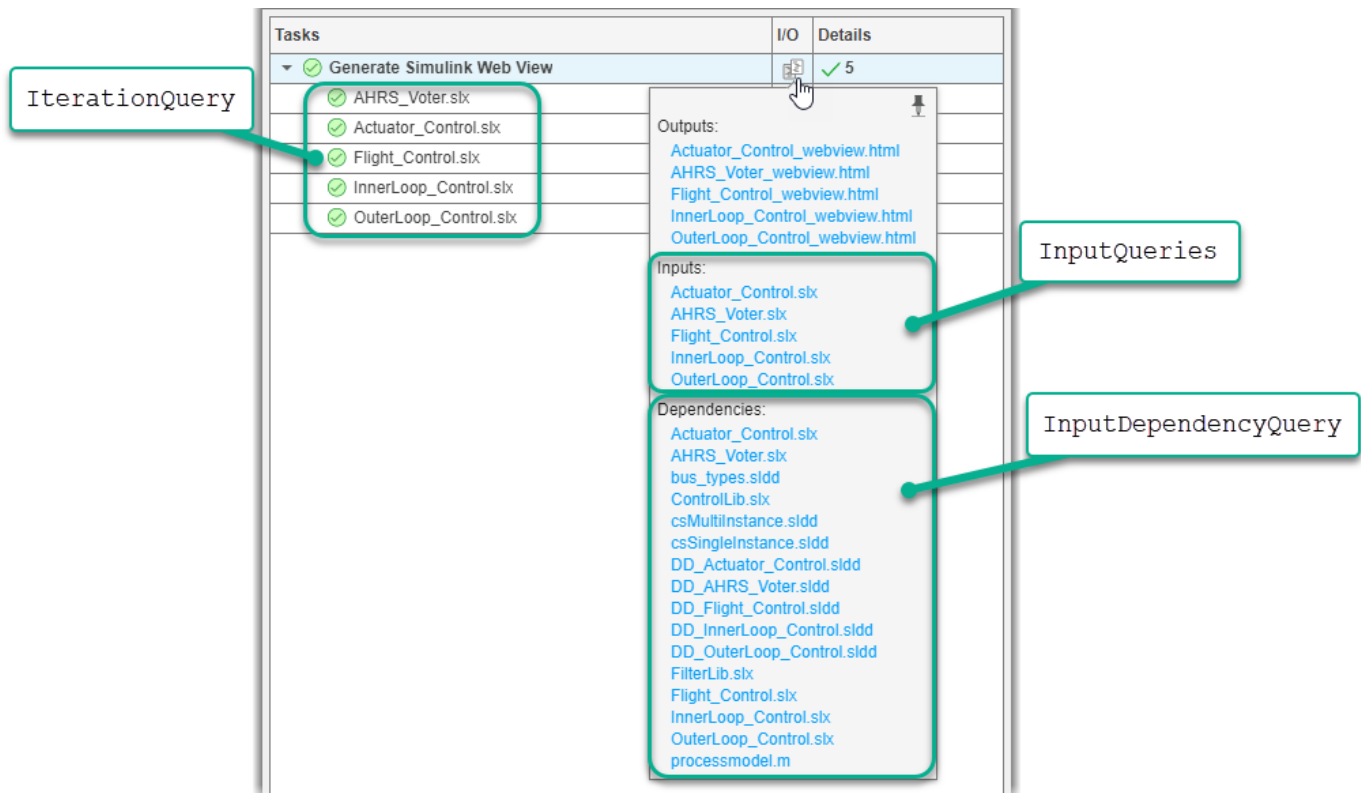 Tasks I/O Details
Generate Simulink Web View 5
IterationQuery
AHRS_Voter.slx
Actuator_Control.slx
Flight_Control.slx
InnerLoop_Control.slx
OuterLoop_Control.slx
Outputs:
Actuator_Control_webview.html
AHRS_Voter_webview.html
Flight_Control_webview.html
InnerLoop_Control_webview.html
OuterLoop_Control_webview.html
InputQueries
Inputs:
Actuator_Control.slx
AHRS_Voter.slx
Flight_Control.slx
InnerLoop_Control.slx
OuterLoop_Control.slx
InputDependencyQuery
Dependencies:
Actuator_Control.slx
AHRS_Voter.slx
bus_types.sldd
ControlLib.slx
csMultiInstance.sldd
csSingleInstance.sldd
DD_Actuator_Control.sldd
DD_AHRS_Voter.sldd
DD_Flight_Control.sldd
DD_InnerLoop_Control.sldd
DD_OuterLoop_Control.sldd
FilterLib.slx
Flight_Control.slx
InnerLoop_Control.slx
OuterLoop_Control.slx
processmodel.m